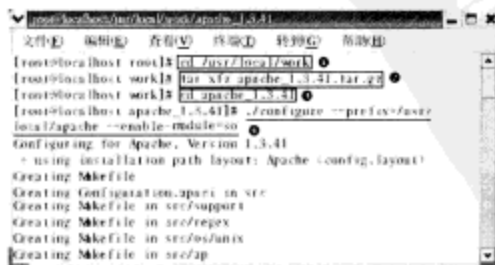 root@localhost:/usr/local/work/apache_1.3.41
文件(F) 编辑(E) 查看(V) 终端(T) 转到(G) 帮助(H)
[root@localhost root]# cd /usr/local/work ❶
[root@localhost work]# tar xfz apache_1.3.41.tar.gz ❷
[root@localhost work]# cd apache_1.3.41 ❸
[root@localhost apache_1.3.41]# ./configure --prefix=/usr/
local/apache --enable-module=so ❹
Configuring for Apache, Version 1.3.41
+ using installation path layout: Apache (config.layout)
Creating Makefile
Creating Configuration.apaci in src
Creating Makefile in src/support
Creating Makefile in src/regex
Creating Makefile in src/os/unix
Creating Makefile in src/ap